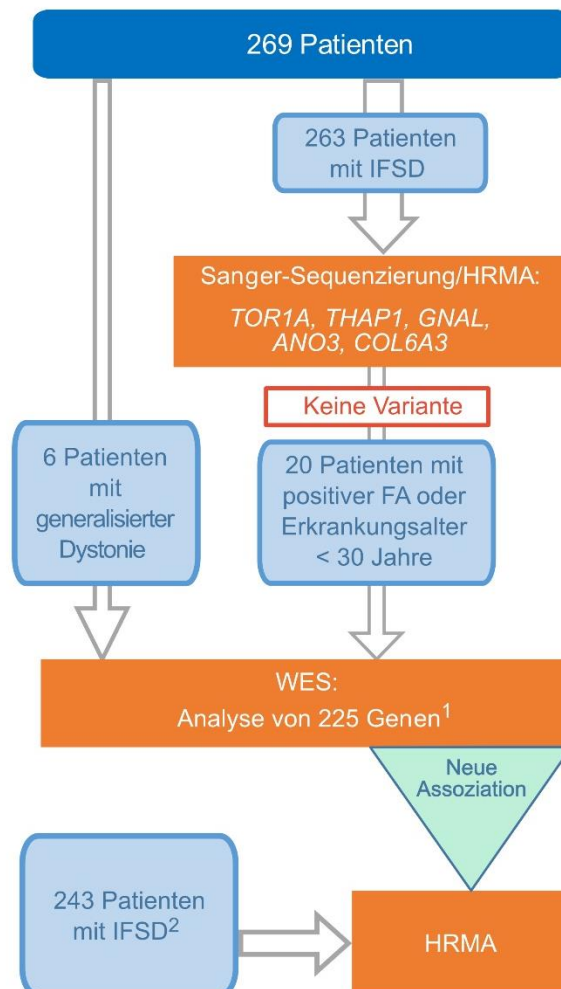 269 Patienten
263 Patienten
mit IFSD
Sanger-Sequenzierung/HRMA:
TOR1A, THAP1, GNAL,
ANO3, COL6A3
Keine Variante
6 Patienten
mit
generalisierter
Dystonie
20 Patienten mit
positiver FA oder
Erkrankungsalter
< 30 Jahre
WES:
Analyse von 225 Genen¹
Neue
Assoziation
243 Patienten
mit IFSD²
HRMA